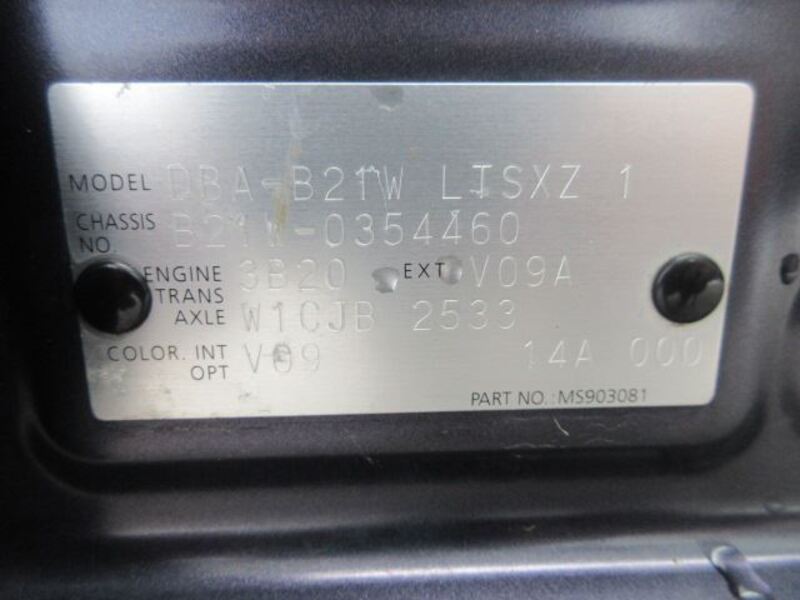 MODEL DBA-B21W LTSXZ 1
CHASSIS NO. B21W-0354460
ENGINE 3B20 EXT V09A
TRANS AXLE W1CJB 2533
COLOR. INT OPT V09 14A 000
PART NO.:MS903081